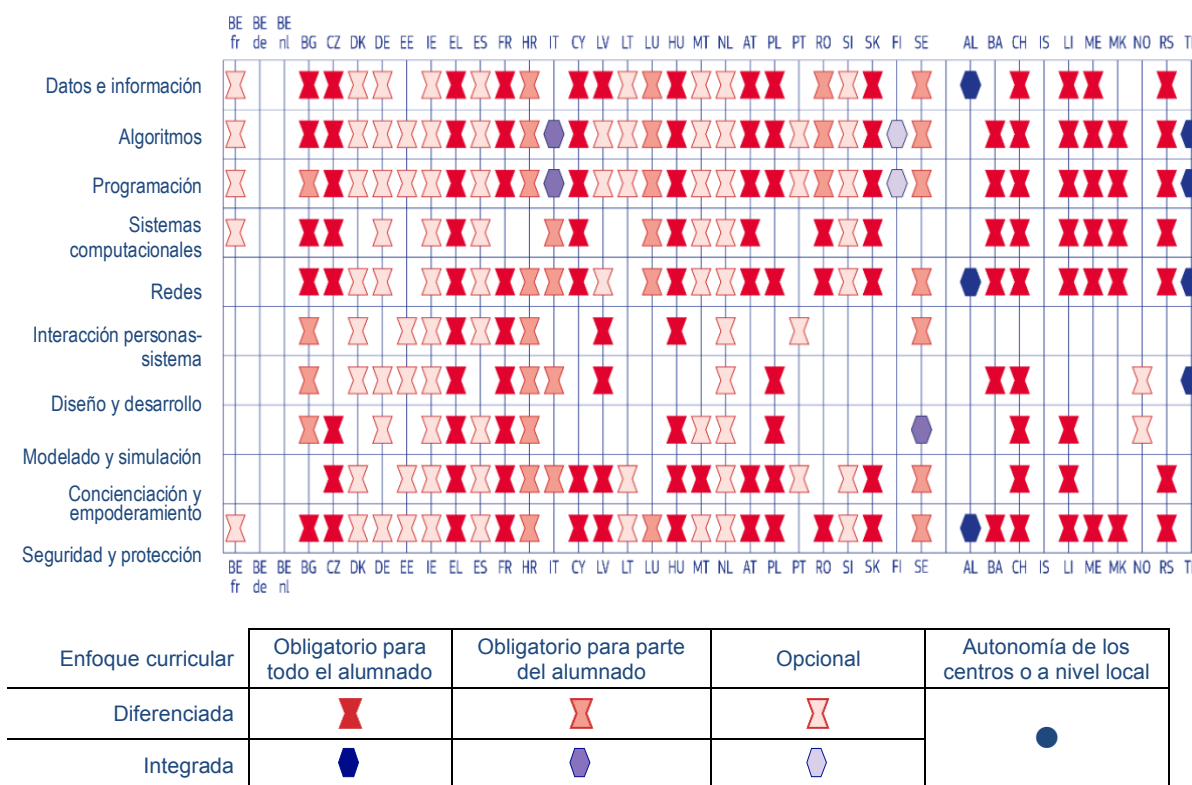 BE BE BE
fr de nl BG CZ DK DE EE IE EL ES FR HR IT CY LV LT LU HU MT NL AT PL PT RO SI SK FI SE AL BA CH IS LI ME MK NO RS
Datos e información
Algoritmos
Programación
Sistemas
computacionales
Redes
Interacción personas-
sistema
Diseño y desarrollo
Modelado y simulación
Concienciación y
empoderamiento
Seguridad y protección
BE BE BE BG CZ DK DE EE IE EL ES FR HR IT CY LV LT LU HU MT NL AT PL PT RO SI SK FI SE AL BA CH IS LI ME MK NO RS
fr de nl
Enfoque curricular
Obligatorio para
todo el alumnado
Obligatorio para parte
del alumnado
Opcional
Autonomía de los
centros o a nivel local
Diferenciada
Integrada